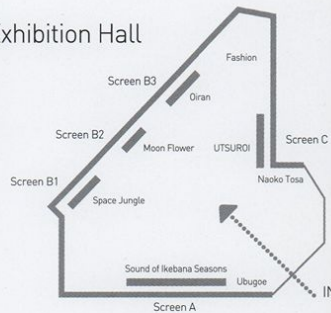 xhibition Hall
Fashion
Screen B3
Oiran
Screen B2
Moon Flower
UTSUROI
Screen C
Screen B1
Naoko Tosa
Space Jungle
Sound of Ikebana Seasons
Ubugoe
IN
Screen A